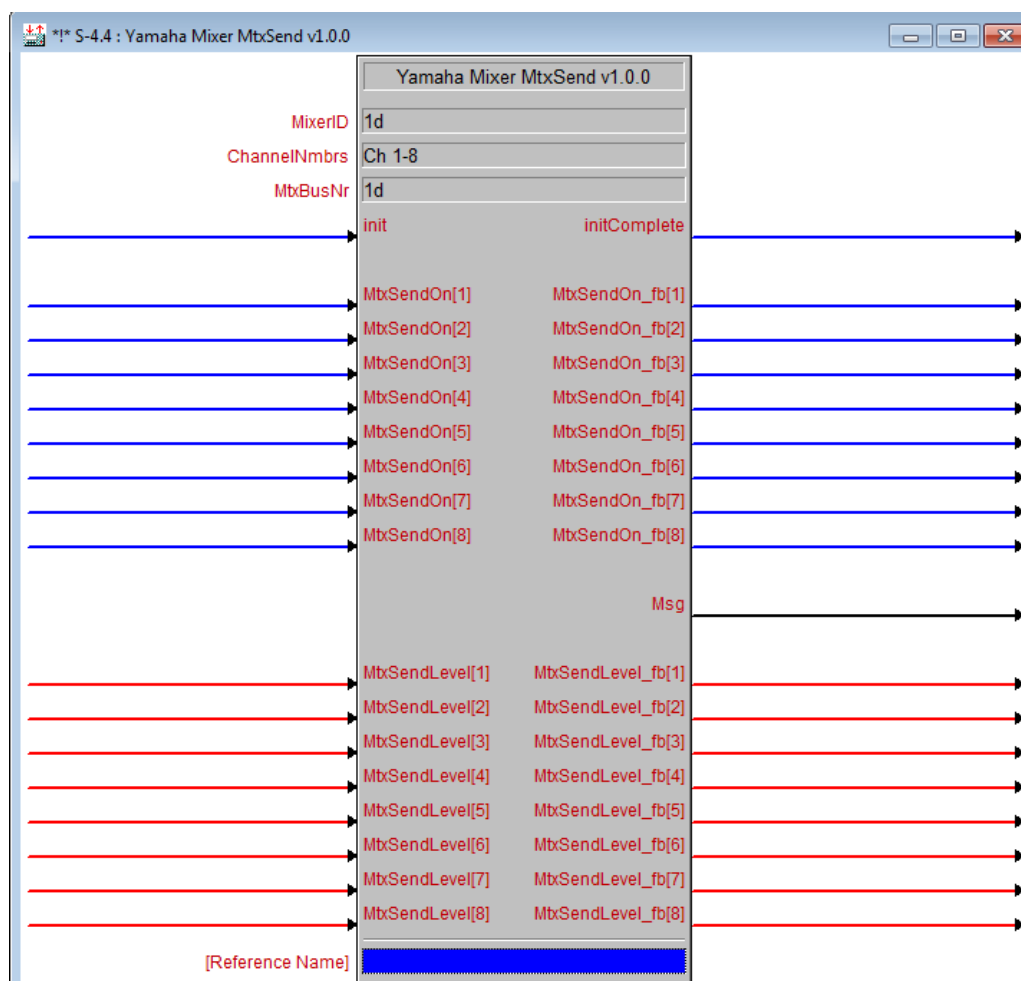 *!* S-4.4 : Yamaha Mixer MtxSend v1.0.0
Yamaha Mixer MtxSend v1.0.0
MixerID 1d
ChannelNmbrs Ch 1-8
MtxBusNr 1d
init initComplete
MtxSendOn[1] MtxSendOn_fb[1]
MtxSendOn[2] MtxSendOn_fb[2]
MtxSendOn[3] MtxSendOn_fb[3]
MtxSendOn[4] MtxSendOn_fb[4]
MtxSendOn[5] MtxSendOn_fb[5]
MtxSendOn[6] MtxSendOn_fb[6]
MtxSendOn[7] MtxSendOn_fb[7]
MtxSendOn[8] MtxSendOn_fb[8]
Msg
MtxSendLevel[1] MtxSendLevel_fb[1]
MtxSendLevel[2] MtxSendLevel_fb[2]
MtxSendLevel[3] MtxSendLevel_fb[3]
MtxSendLevel[4] MtxSendLevel_fb[4]
MtxSendLevel[5] MtxSendLevel_fb[5]
MtxSendLevel[6] MtxSendLevel_fb[6]
MtxSendLevel[7] MtxSendLevel_fb[7]
MtxSendLevel[8] MtxSendLevel_fb[8]
[Reference Name]